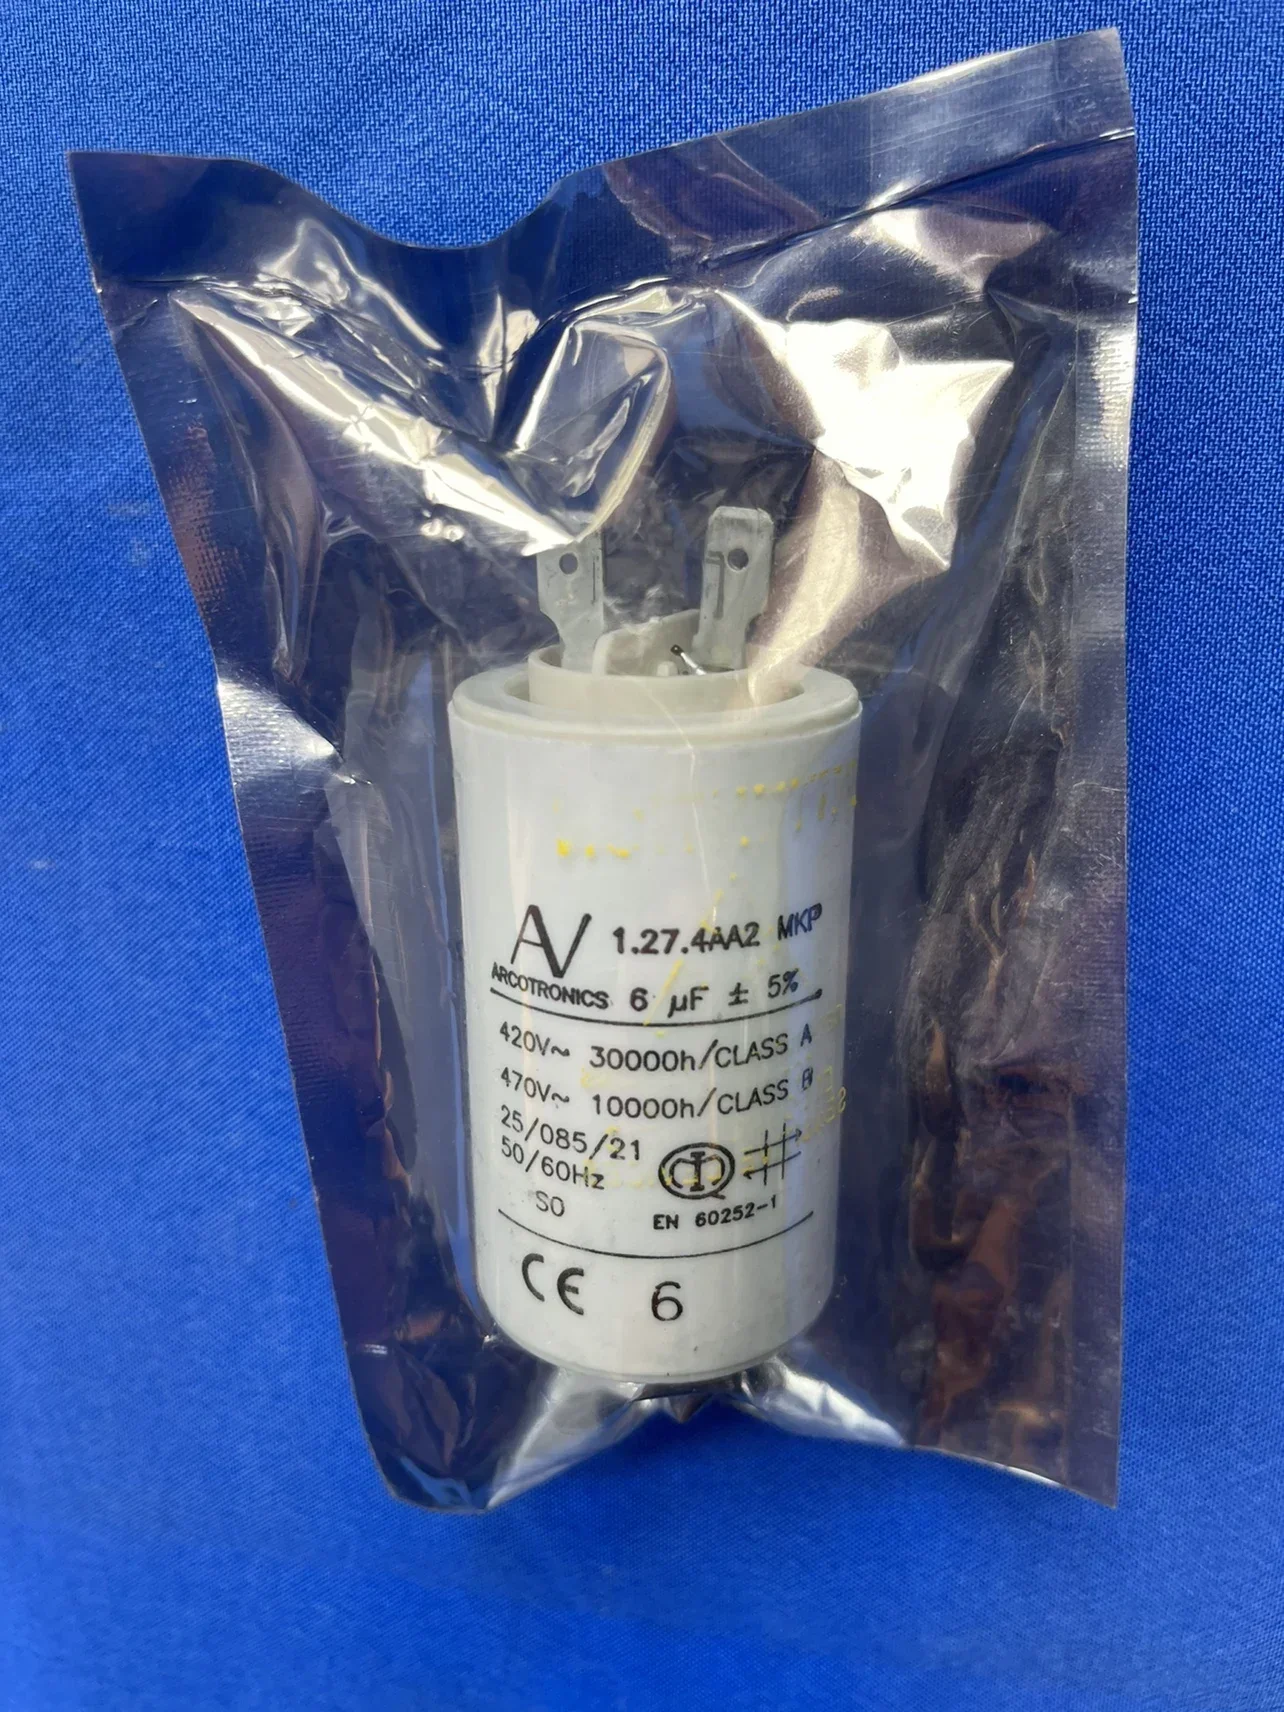 AV 1.27.4AA2 MKP
ARCOTRONICS 6 µF ± 5%
420V~ 30000h/CLASS A
470V~ 10000h/CLASS B
25/085/21
50/60Hz
S0
EN 60252-1
CE 6